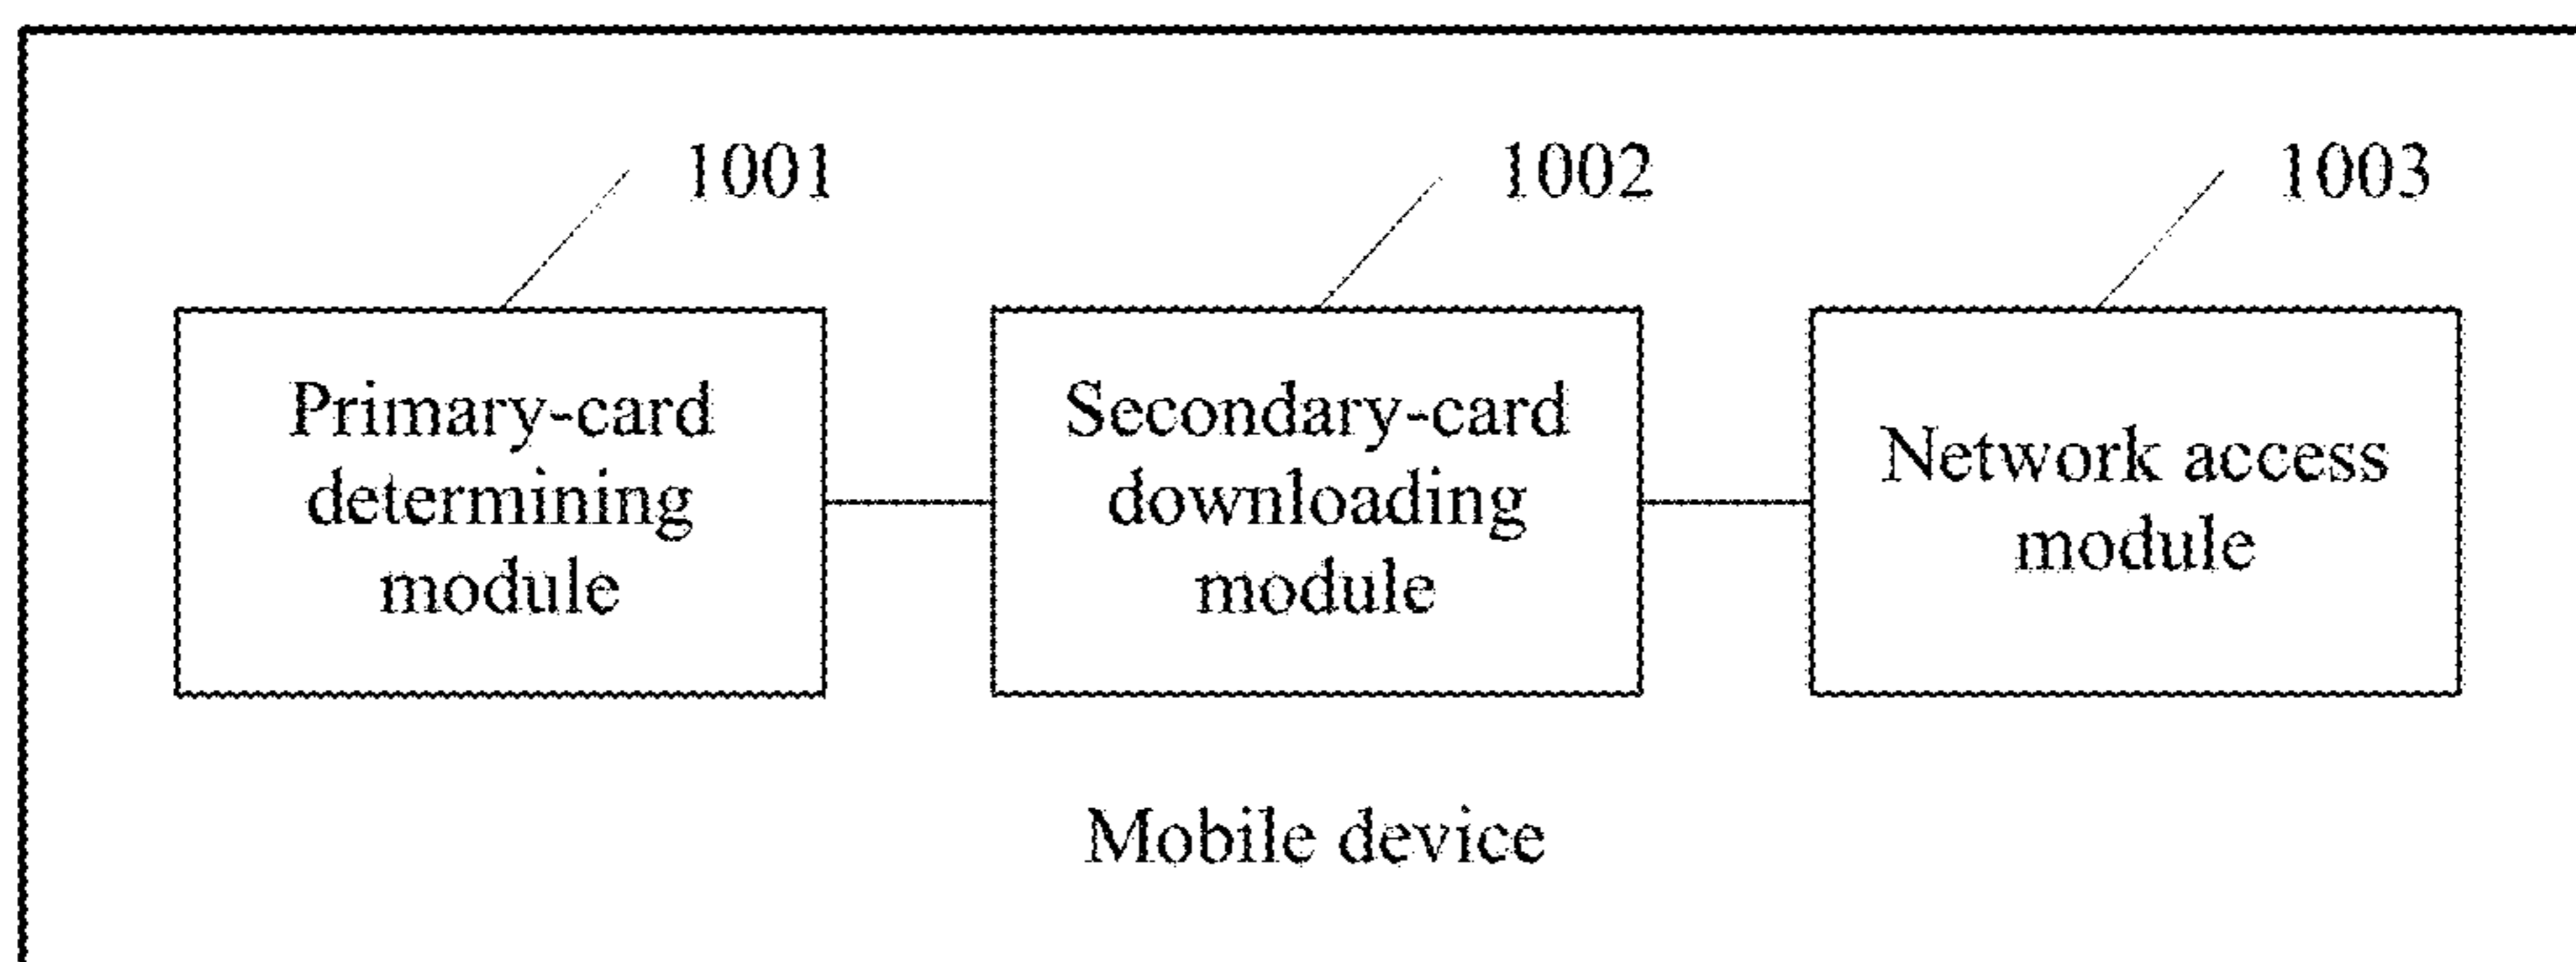 1001
1002
1003
Primary-card
determining
module
Secondary-card
downloading
module
Network access
module
Mobile device